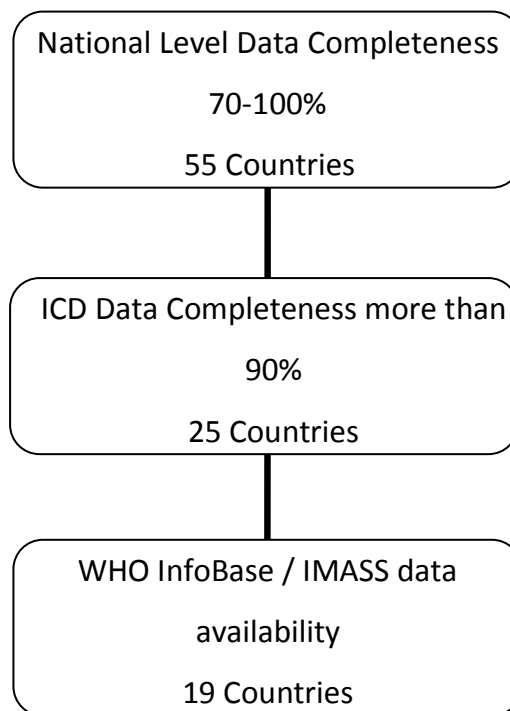 National Level Data Completeness
70-100%
55 Countries
ICD Data Completeness more than
90%
25 Countries
WHO InfoBase / IMASS data
availability
19 Countries